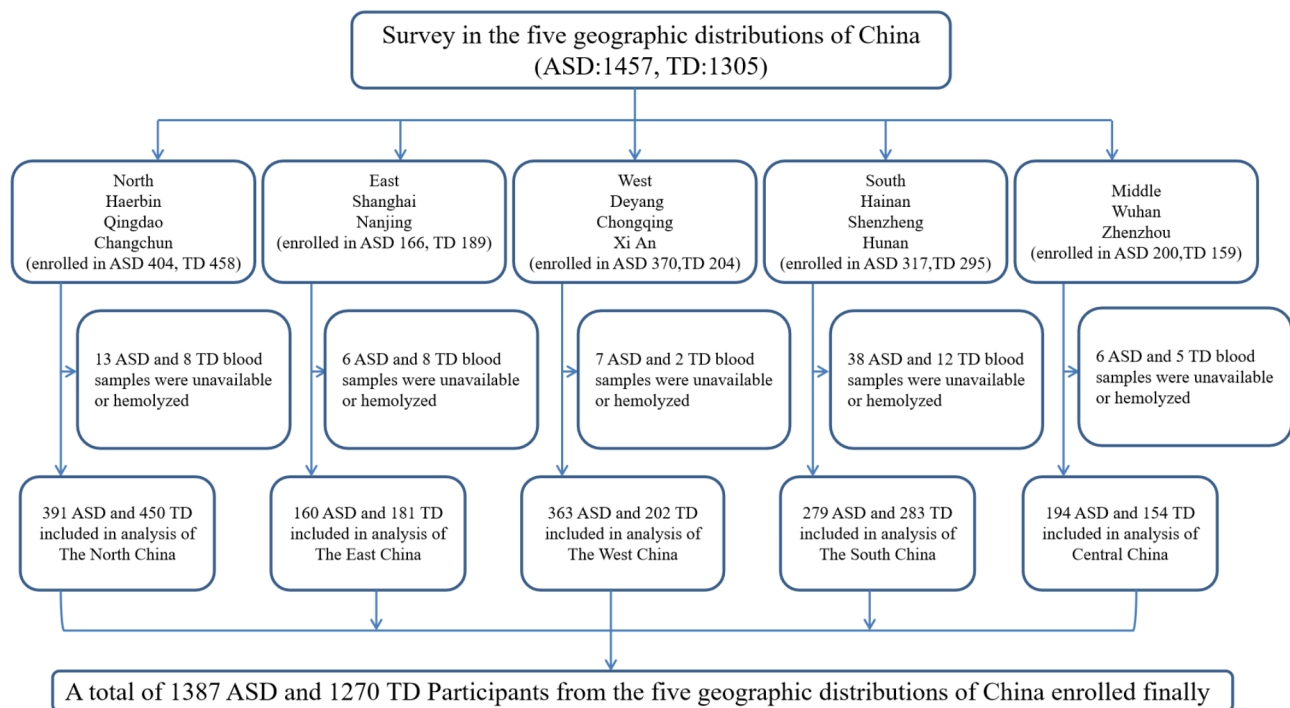 Survey in the five geographic distributions of China
(ASD:1457, TD:1305)
North
Haerbin
Qingdao
Changchun
(enrolled in ASD 404, TD 458)
East
Shanghai
Nanjing
(enrolled in ASD 166, TD 189)
West
Deyang
Chongqing
Xi An
(enrolled in ASD 370,TD 204)
South
Hainan
Shenzheng
Hunan
(enrolled in ASD 317,TD 295)
Middle
Wuhan
Zhenzhou
(enrolled in ASD 200,TD 159)
13 ASD and 8 TD blood
samples were unavailable
or hemolyzed
6 ASD and 8 TD blood
samples were unavailable
or hemolyzed
7 ASD and 2 TD blood
samples were unavailable
or hemolyzed
38 ASD and 12 TD blood
samples were unavailable
or hemolyzed
6 ASD and 5 TD blood
samples were unavailable
or hemolyzed
391 ASD and 450 TD
included in analysis of
The North China
160 ASD and 181 TD
included in analysis of
The East China
363 ASD and 202 TD
included in analysis of
The West China
279 ASD and 283 TD
included in analysis of
The South China
194 ASD and 154 TD
included in analysis of
Central China
A total of 1387 ASD and 1270 TD Participants from the five geographic distributions of China enrolled finally